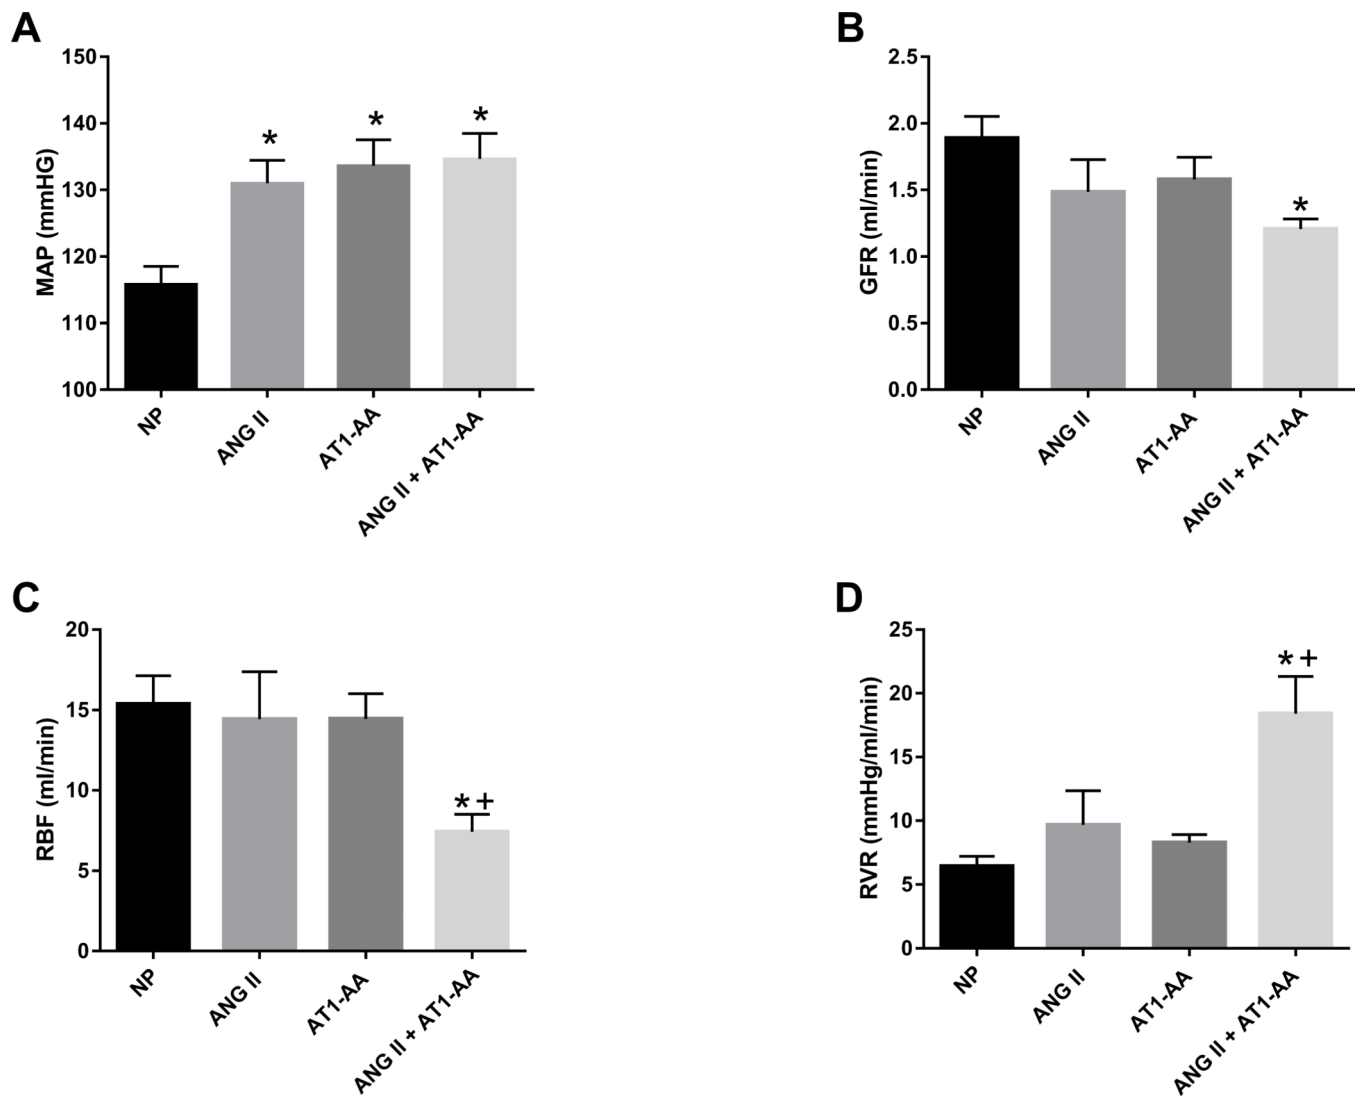 A
MAP (mmHG)
150
140
130
120
110
100
*
*
*
NP
ANG II
AT1-AA
ANG II + AT1-AA
B
GFR (ml/min)
2.5
2.0
1.5
1.0
0.5
0.0
*
NP
ANG II
AT1-AA
ANG II + AT1-AA
C
RBF (ml/min)
20
15
10
5
0
*+
NP
ANG II
AT1-AA
ANG II + AT1-AA
D
RVR (mmHg/ml/min)
25
20
15
10
5
0
*+
NP
ANG II
AT1-AA
ANG II + AT1-AA